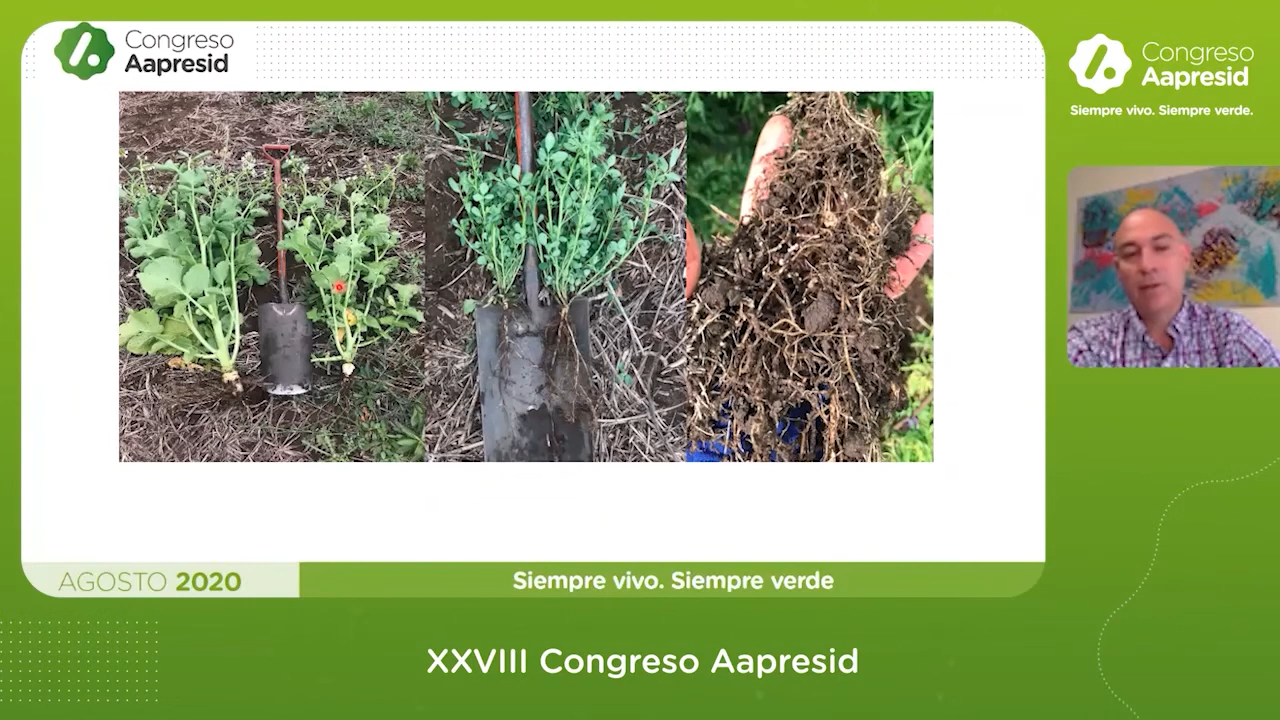 Congreso
Aapresid
Congreso
Aapresid
Siempre vivo. Siempre verde.
AGOSTO 2020
Siempre vivo. Siempre verde
XXVIII Congreso Aapresid